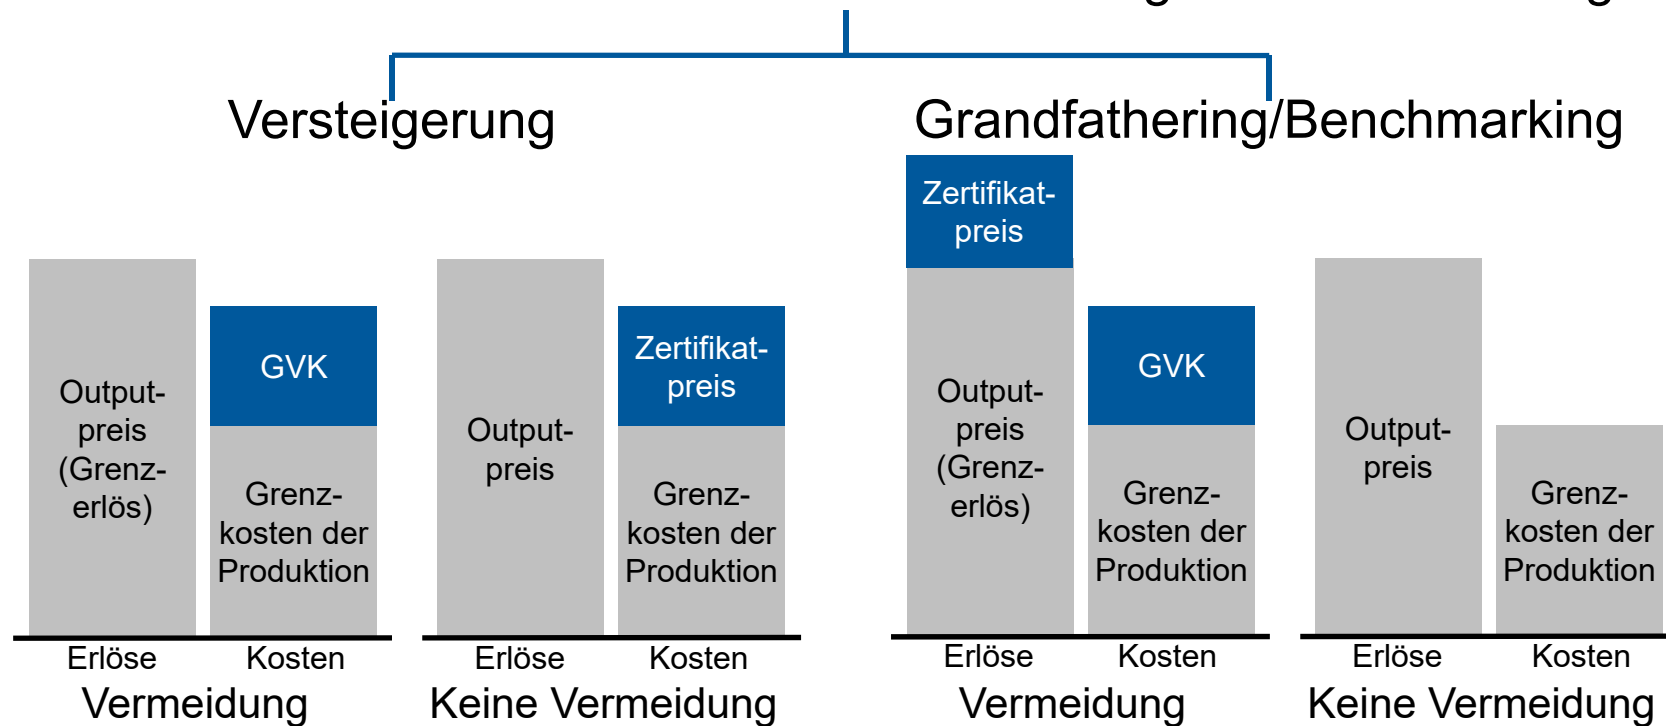 Versteigerung
Grandfathering/Benchmarking
Output-
preis
(Grenz-
erlös)
GVK
Grenz-
kosten der
Produktion
Erlöse
Kosten
Vermeidung
Output-
preis
Zertifikat-
preis
Grenz-
kosten der
Produktion
Erlöse
Kosten
Keine Vermeidung
Zertifikat-
preis
Output-
preis
(Grenz-
erlös)
GVK
Grenz-
kosten der
Produktion
Erlöse
Kosten
Vermeidung
Output-
preis
Grenz-
kosten der
Produktion
Erlöse
Kosten
Keine Vermeidung